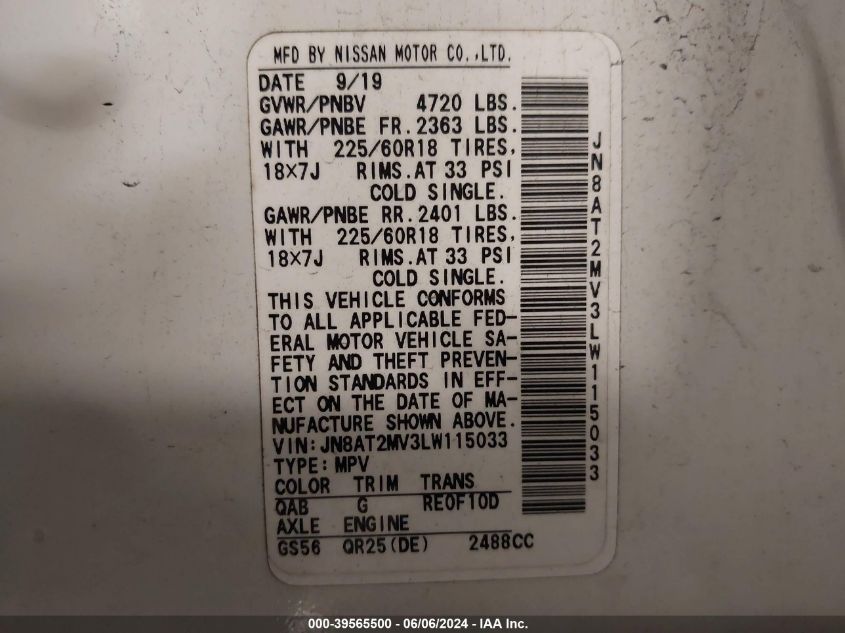 MFD BY NISSAN MOTOR CO.,LTD.
DATE 9/19
GVWR/PNBV 4720 LBS.
GAWR/PNBE FR.2363 LBS.
WITH 225/60R18 TIRES,
18×7J RIMS.AT 33 PSI
COLD SINGLE.
GAWR/PNBE RR.2401 LBS.
WITH 225/60R18 TIRES,
18×7J RIMS.AT 33 PSI
COLD SINGLE.
THIS VEHICLE CONFORMS
TO ALL APPLICABLE FED-
ERAL MOTOR VEHICLE SA-
FETY AND THEFT PREVEN-
TION STANDARDS IN EFF-
ECT ON THE DATE OF MA-
NUFACTURE SHOWN ABOVE.
VIN:JN8AT2MV3LW115033
TYPE:MPV
COLOR TRIM TRANS
QAB G RE0F10D
AXLE ENGINE
GS56 QR25(DE) 2488CC
JN8AT2MV3LW115033
000-39565500 - 06/06/2024 - IAA Inc.